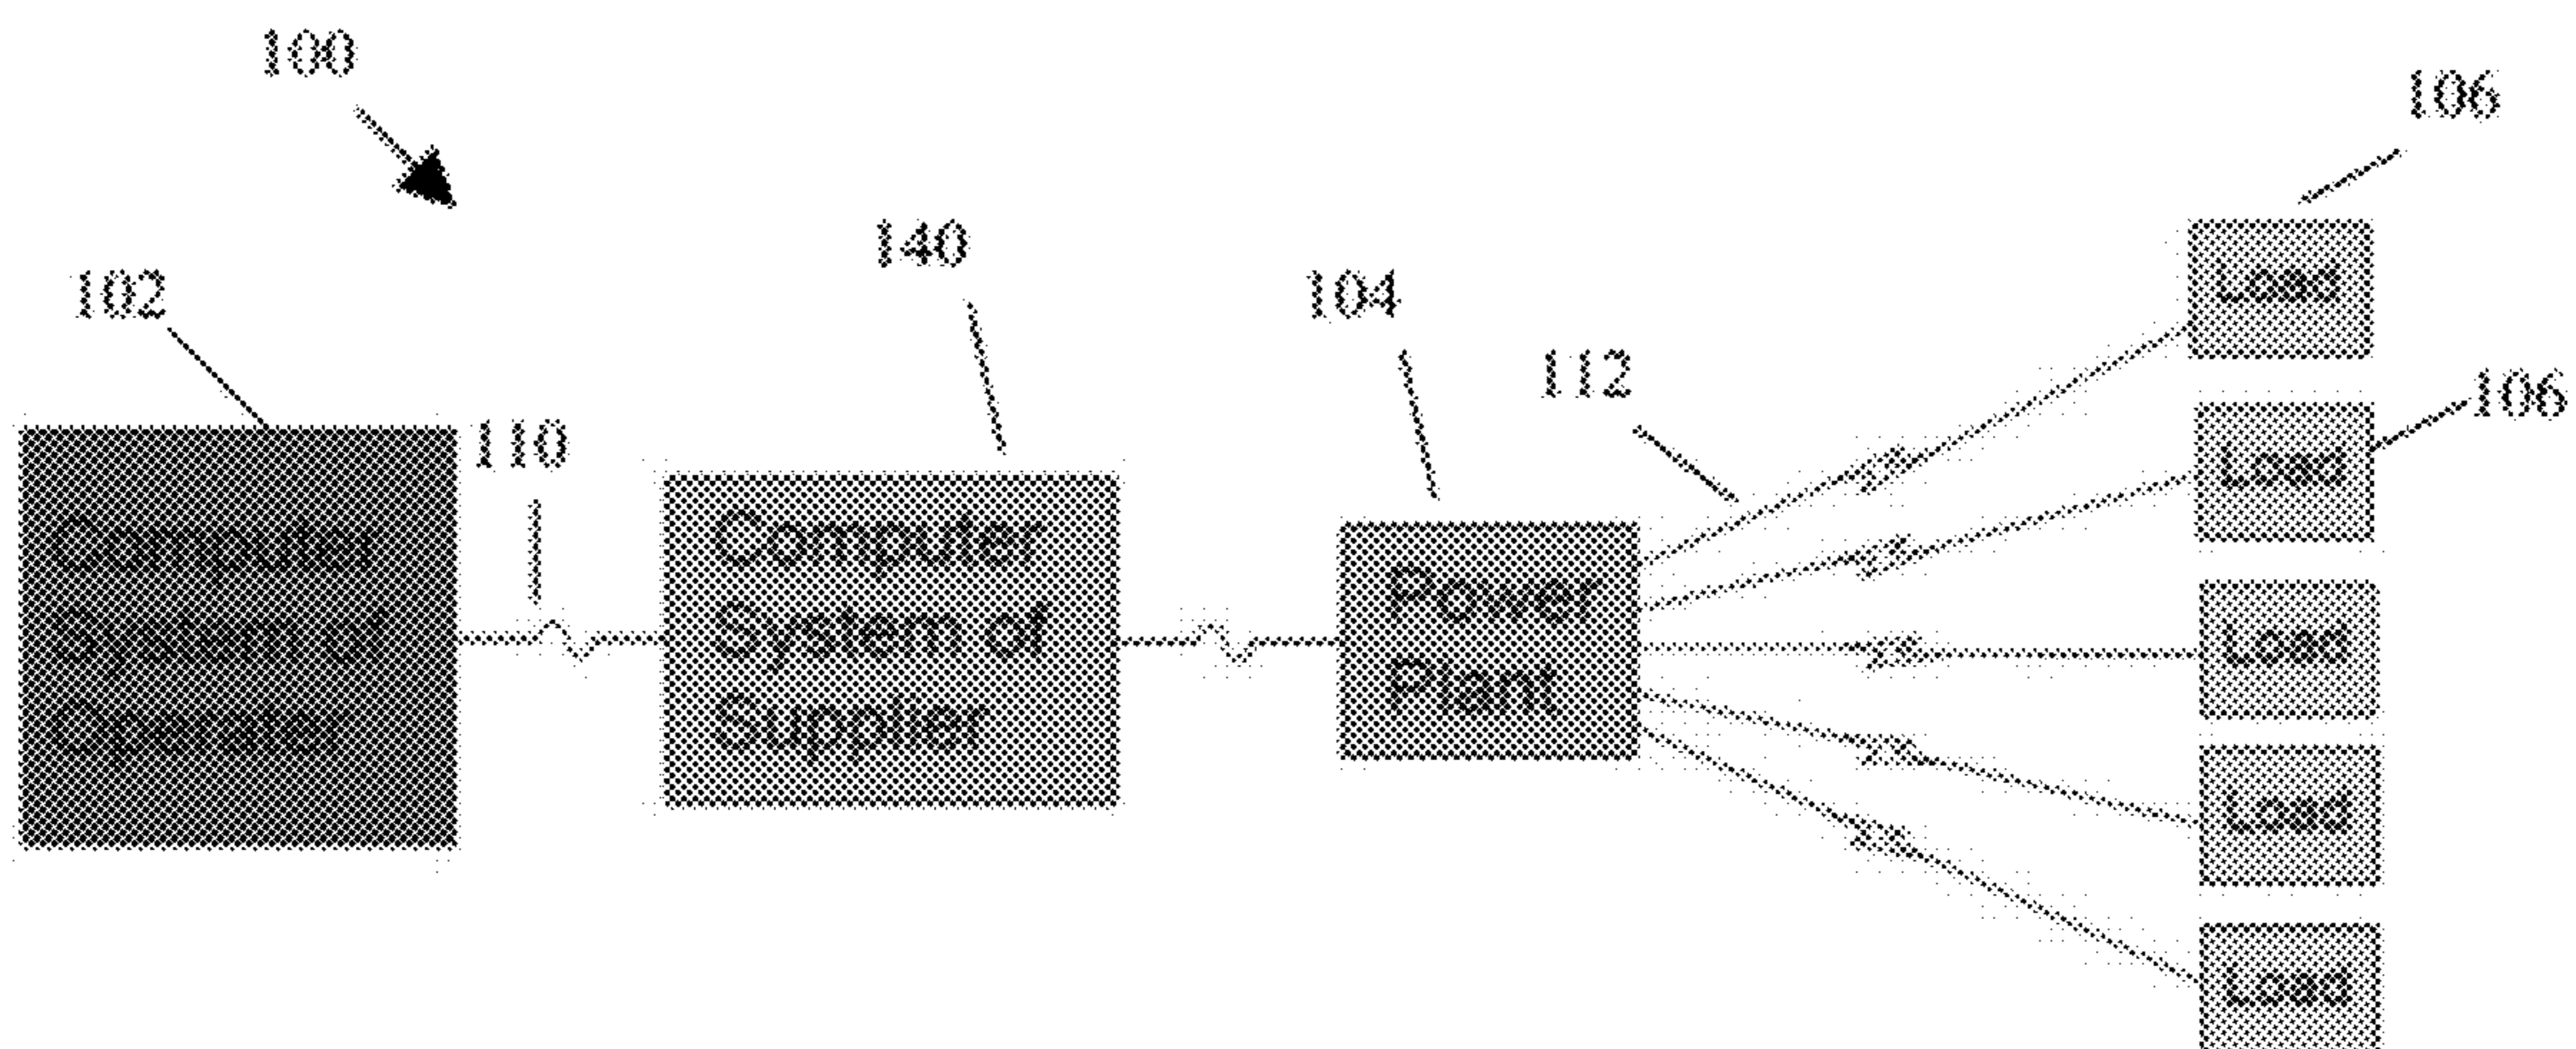 100
106
140
102
104
112
106
110
Computer
System of
Operater
Computer
System of
Supplier
Power
Plant
Load
Load
Load
Load
Load